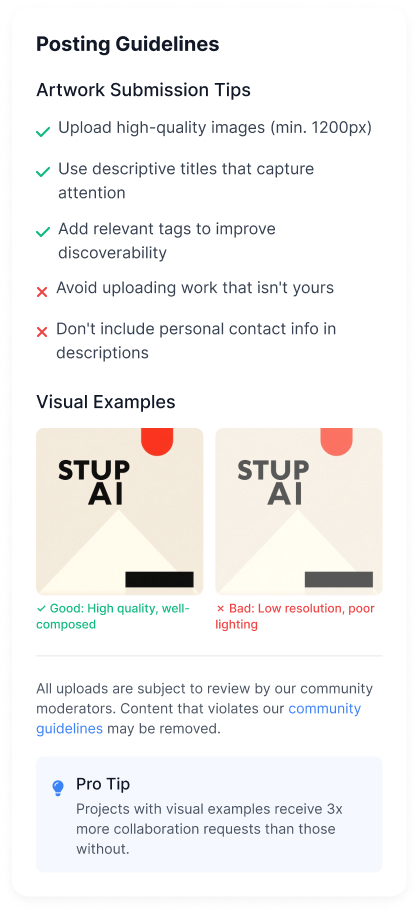 Posting Guidelines
Artwork Submission Tips
Upload high-quality images (min. 1200px)
Use descriptive titles that capture
attention
Add relevant tags to improve
discoverability
Avoid uploading work that isn't yours
Don't include personal contact info in
descriptions
Visual Examples
STUP
AI
STUP
AI
✓ Good: High quality, well-
composed
× Bad: Low resolution, poor
lighting
All uploads are subject to review by our community
moderators. Content that violates our community
guidelines may be removed.
Pro Tip
Projects with visual examples receive 3x
more collaboration requests than those
without.